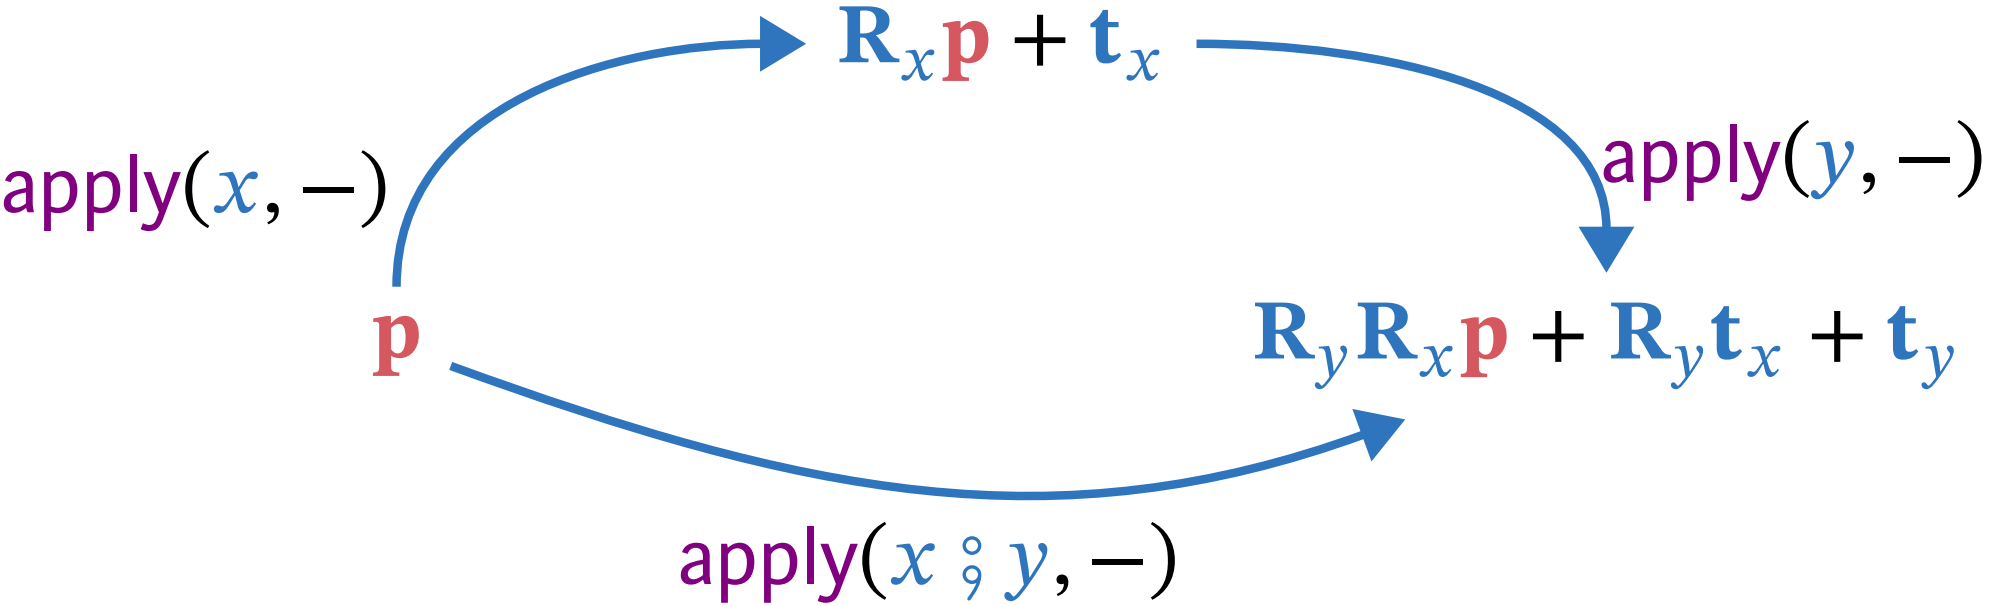 𝐑ₓ𝐩 + 𝐭ₓ
apply(x, −)
apply(y, −)
𝐩
𝐑_y𝐑ₓ𝐩 + 𝐑_y𝐭ₓ + 𝐭_y
apply(x ⨟ y, −)